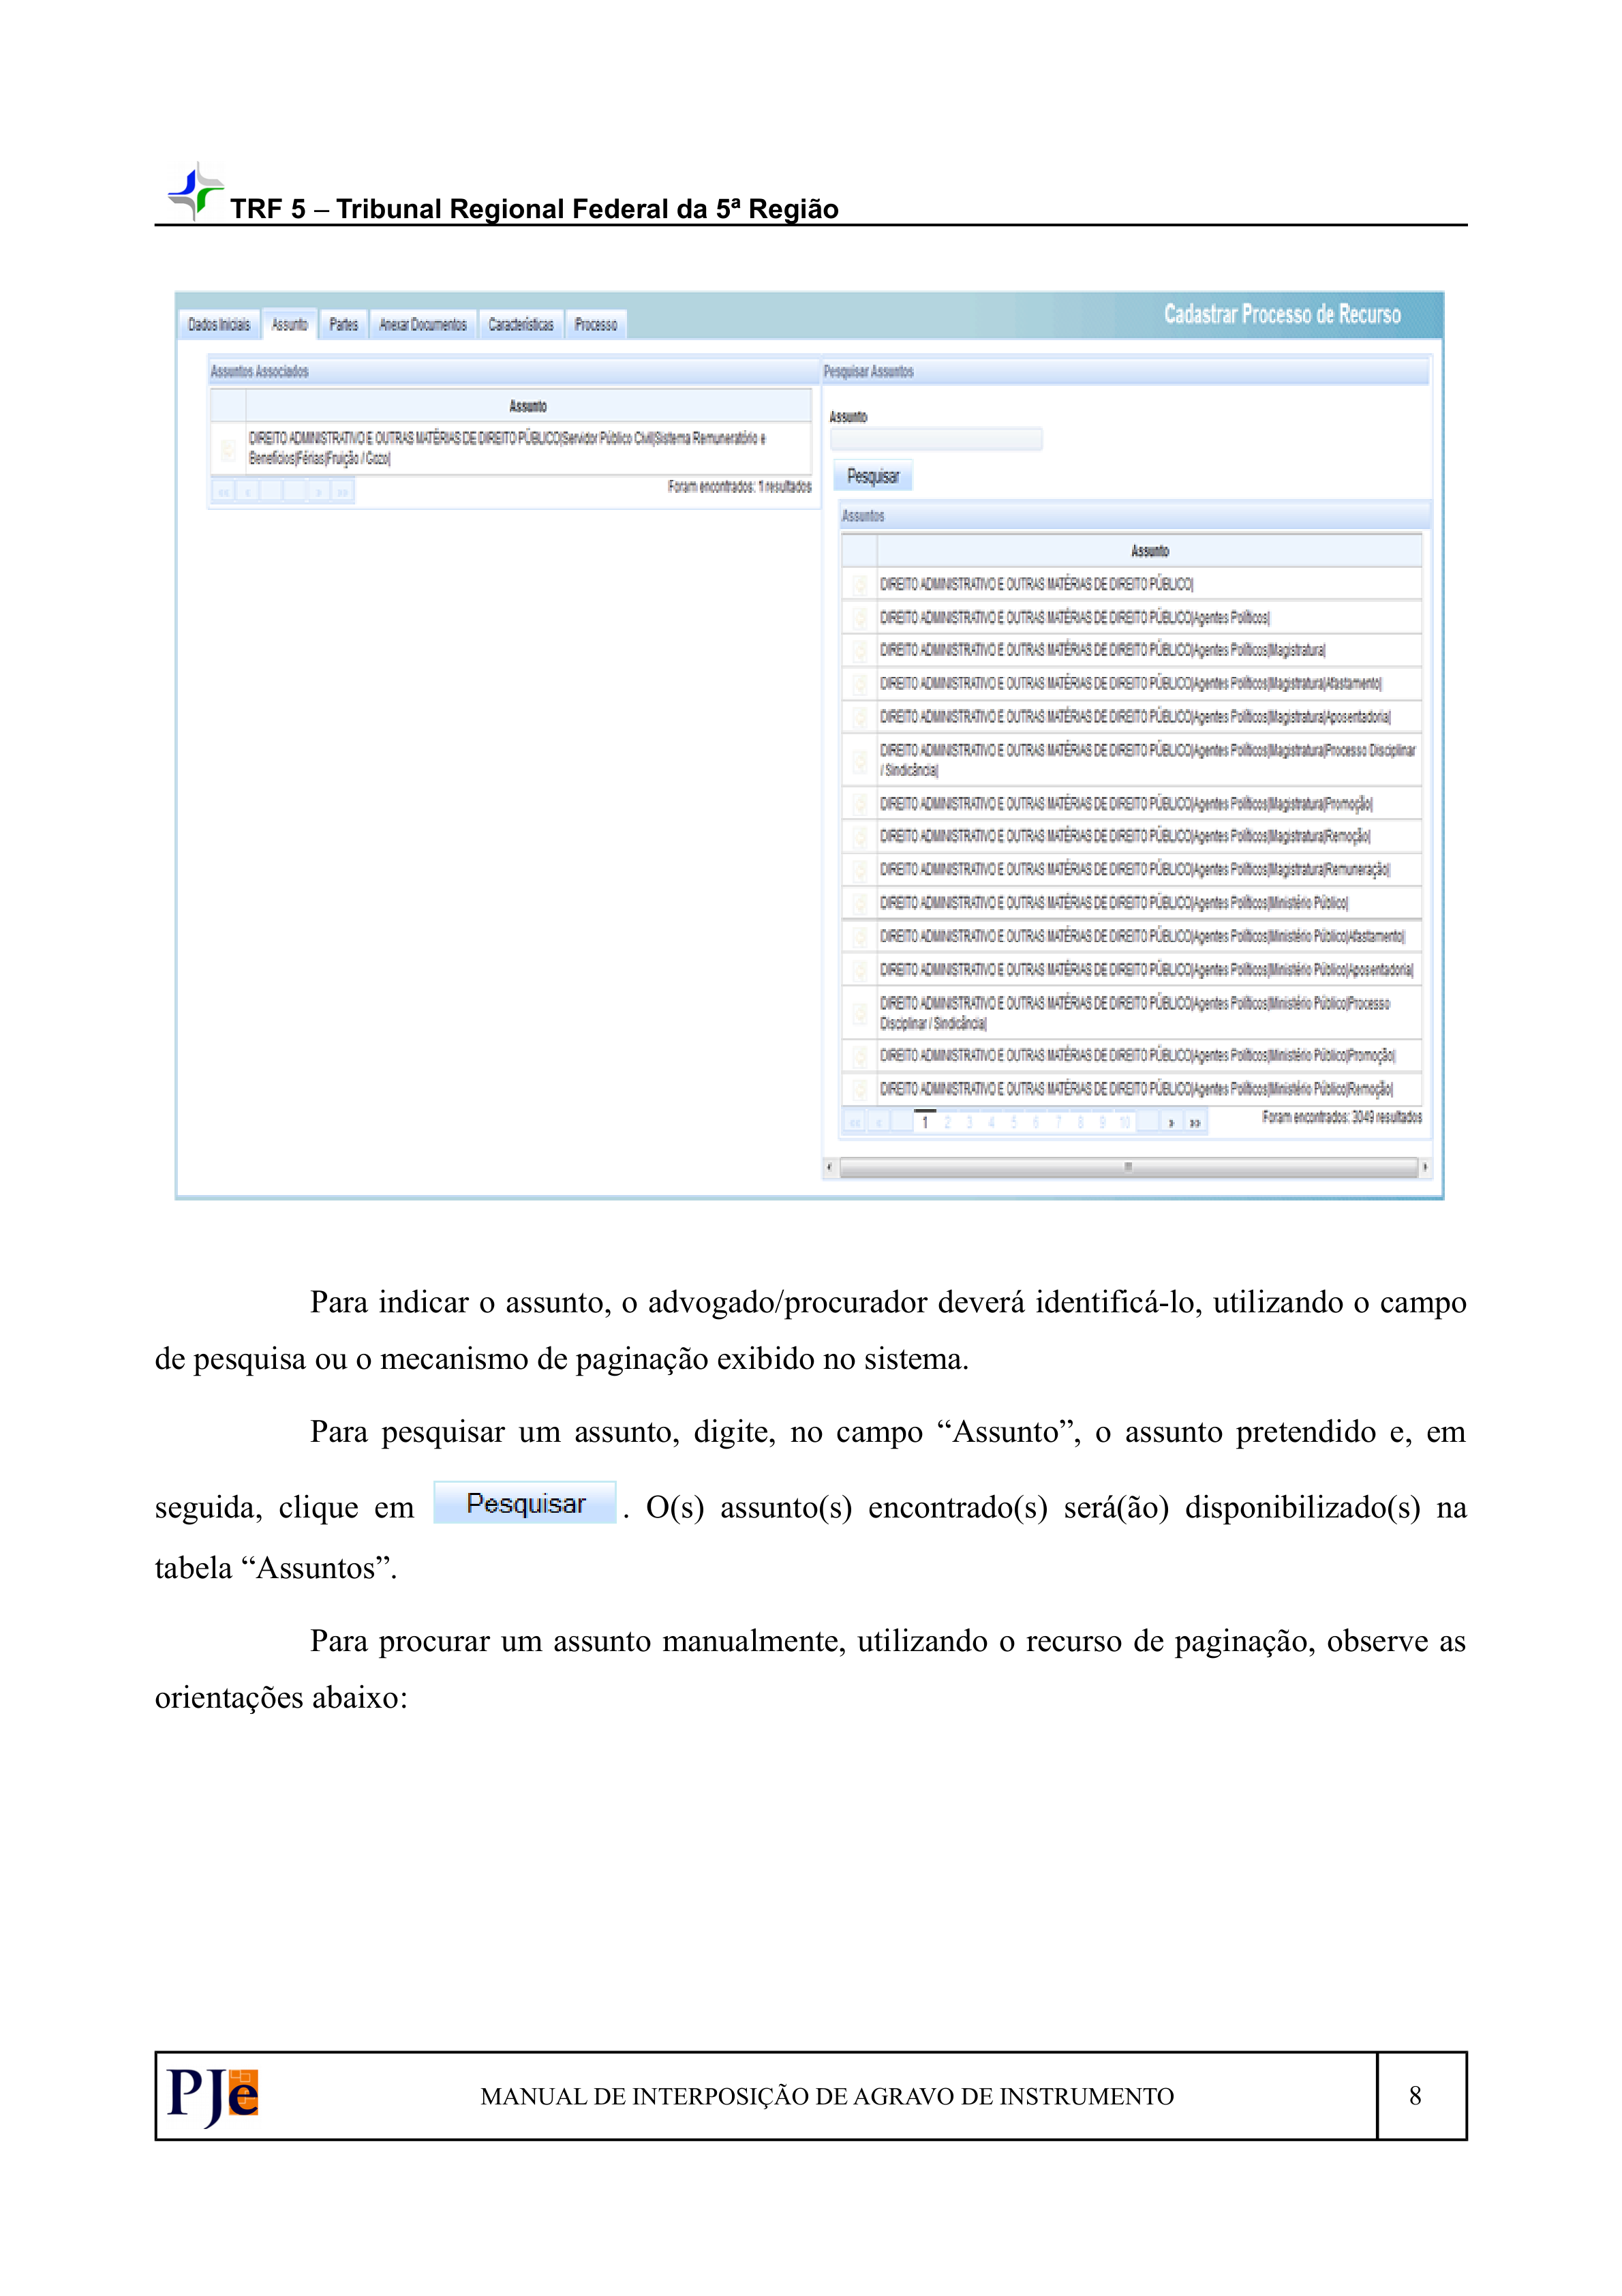 TRF 5 – Tribunal Regional Federal da 5ª Região
Cadastrar Processo de Recurso
Dados Iniciais Assunto Partes Anexar Documentos Características Processo
Assuntos Associados
Assunto
DIREITO ADMINISTRATIVO E OUTRAS MATÉRIAS DE DIREITO PÚBLICO|Servidor Público Civil|Sistema Remuneratório e
Benefícios|Férias|Fruição / Gozo|
«« « » »»
Foram encontrados: 1 resultados
Pesquisar Assuntos
Assunto
Pesquisar
Assuntos
Assunto
DIREITO ADMINISTRATIVO E OUTRAS MATÉRIAS DE DIREITO PÚBLICO|
DIREITO ADMINISTRATIVO E OUTRAS MATÉRIAS DE DIREITO PÚBLICO|Agentes Políticos|
DIREITO ADMINISTRATIVO E OUTRAS MATÉRIAS DE DIREITO PÚBLICO|Agentes Políticos|Magistratura|
DIREITO ADMINISTRATIVO E OUTRAS MATÉRIAS DE DIREITO PÚBLICO|Agentes Políticos|Magistratura|Afastamento|
DIREITO ADMINISTRATIVO E OUTRAS MATÉRIAS DE DIREITO PÚBLICO|Agentes Políticos|Magistratura|Aposentadoria|
DIREITO ADMINISTRATIVO E OUTRAS MATÉRIAS DE DIREITO PÚBLICO|Agentes Políticos|Magistratura|Processo Disciplinar
/ Sindicância|
DIREITO ADMINISTRATIVO E OUTRAS MATÉRIAS DE DIREITO PÚBLICO|Agentes Políticos|Magistratura|Promoção|
DIREITO ADMINISTRATIVO E OUTRAS MATÉRIAS DE DIREITO PÚBLICO|Agentes Políticos|Magistratura|Remoção|
DIREITO ADMINISTRATIVO E OUTRAS MATÉRIAS DE DIREITO PÚBLICO|Agentes Políticos|Magistratura|Remuneração|
DIREITO ADMINISTRATIVO E OUTRAS MATÉRIAS DE DIREITO PÚBLICO|Agentes Políticos|Ministério Público|
DIREITO ADMINISTRATIVO E OUTRAS MATÉRIAS DE DIREITO PÚBLICO|Agentes Políticos|Ministério Público|Afastamento|
DIREITO ADMINISTRATIVO E OUTRAS MATÉRIAS DE DIREITO PÚBLICO|Agentes Políticos|Ministério Público|Aposentadoria|
DIREITO ADMINISTRATIVO E OUTRAS MATÉRIAS DE DIREITO PÚBLICO|Agentes Políticos|Ministério Público|Processo
Disciplinar / Sindicância|
DIREITO ADMINISTRATIVO E OUTRAS MATÉRIAS DE DIREITO PÚBLICO|Agentes Políticos|Ministério Público|Promoção|
DIREITO ADMINISTRATIVO E OUTRAS MATÉRIAS DE DIREITO PÚBLICO|Agentes Políticos|Ministério Público|Remoção|
«« « 1 2 3 4 5 6 7 8 9 10 » »»
Foram encontrados: 3049 resultados
Para indicar o assunto, o advogado/procurador deverá identificá-lo, utilizando o campo
de pesquisa ou o mecanismo de paginação exibido no sistema.
Para pesquisar um assunto, digite, no campo “Assunto”, o assunto pretendido e, em
seguida, clique em Pesquisar . O(s) assunto(s) encontrado(s) será(ão) disponibilizado(s) na
tabela “Assuntos”.
Para procurar um assunto manualmente, utilizando o recurso de paginação, observe as
orientações abaixo:
PJe
MANUAL DE INTERPOSIÇÃO DE AGRAVO DE INSTRUMENTO
8